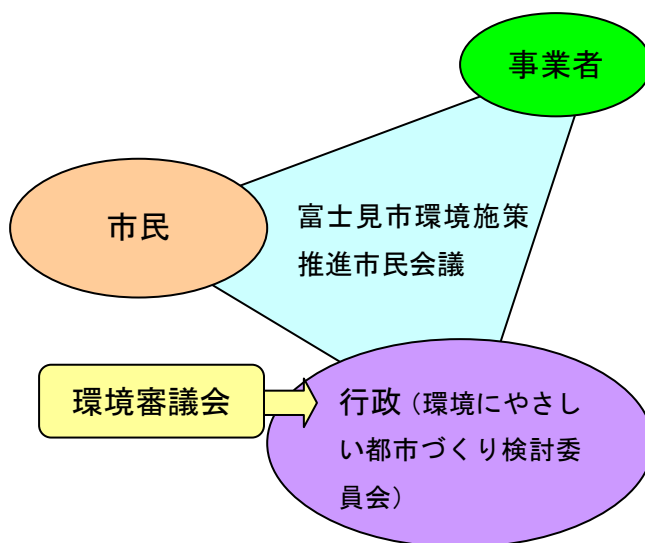 事業者
市民
富士見市環境施策
推進市民会議
環境審議会
行政（環境にやさし
い都市づくり検討委
員会）